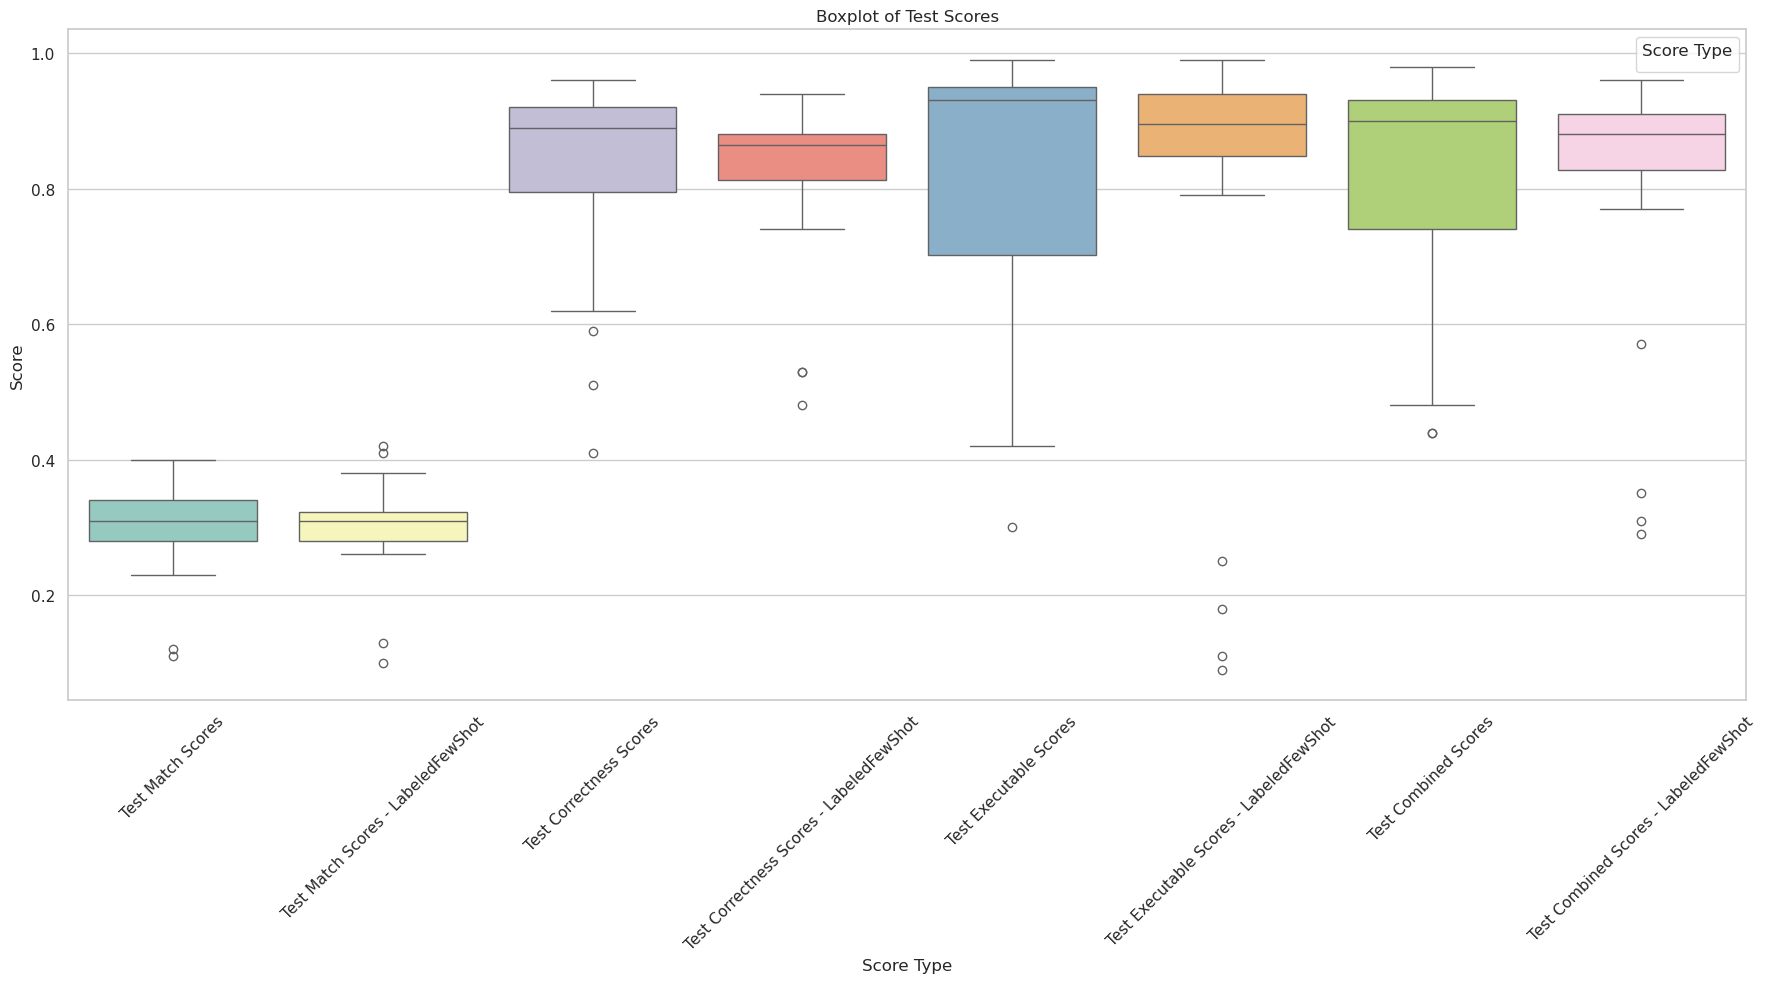 Boxplot of Test Scores
Score Type
1.0
0.8
0.6
0.4
0.2
Score
Test Match Scores
Test Match Scores - LabeledFewShot
Test Correctness Scores
Test Correctness Scores - LabeledFewShot
Test Executable Scores
Test Executable Scores - LabeledFewShot
Test Combined Scores
Test Combined Scores - LabeledFewShot
Score Type